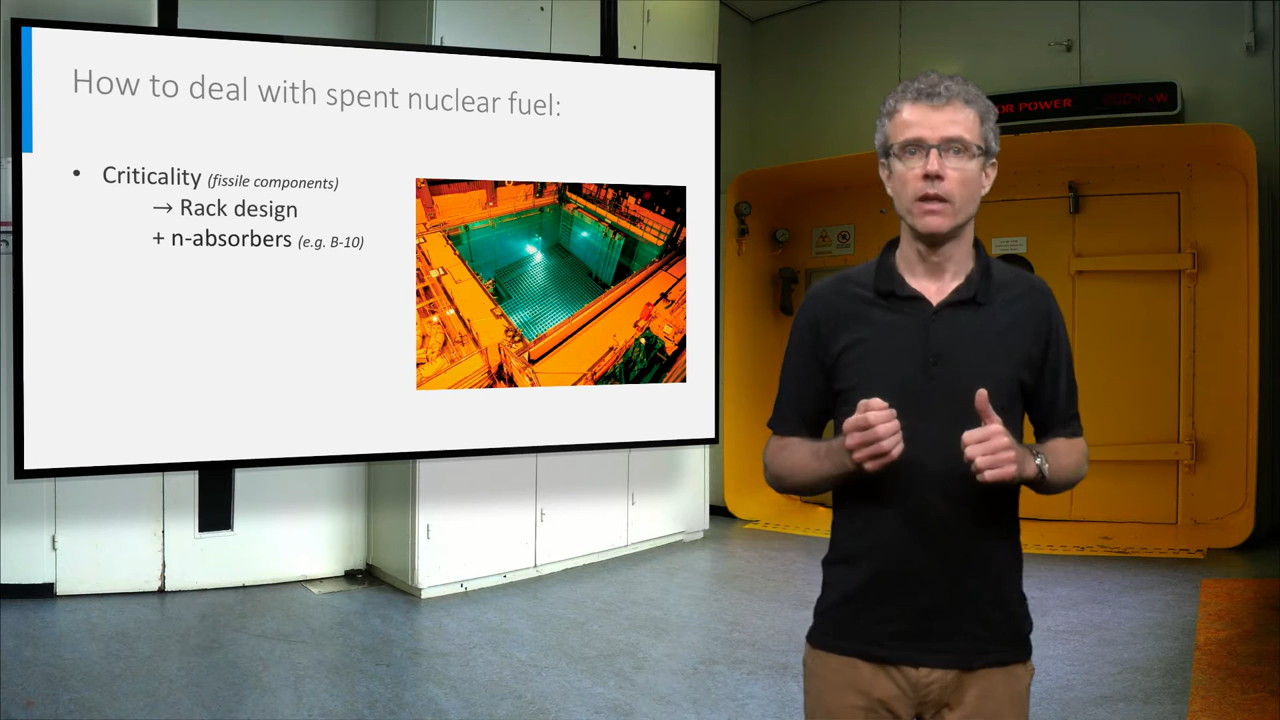 How to deal with spent nuclear fuel:
• Criticality (fissile components)
→ Rack design
+ n-absorbers (e.g. B-10)
OR POWER